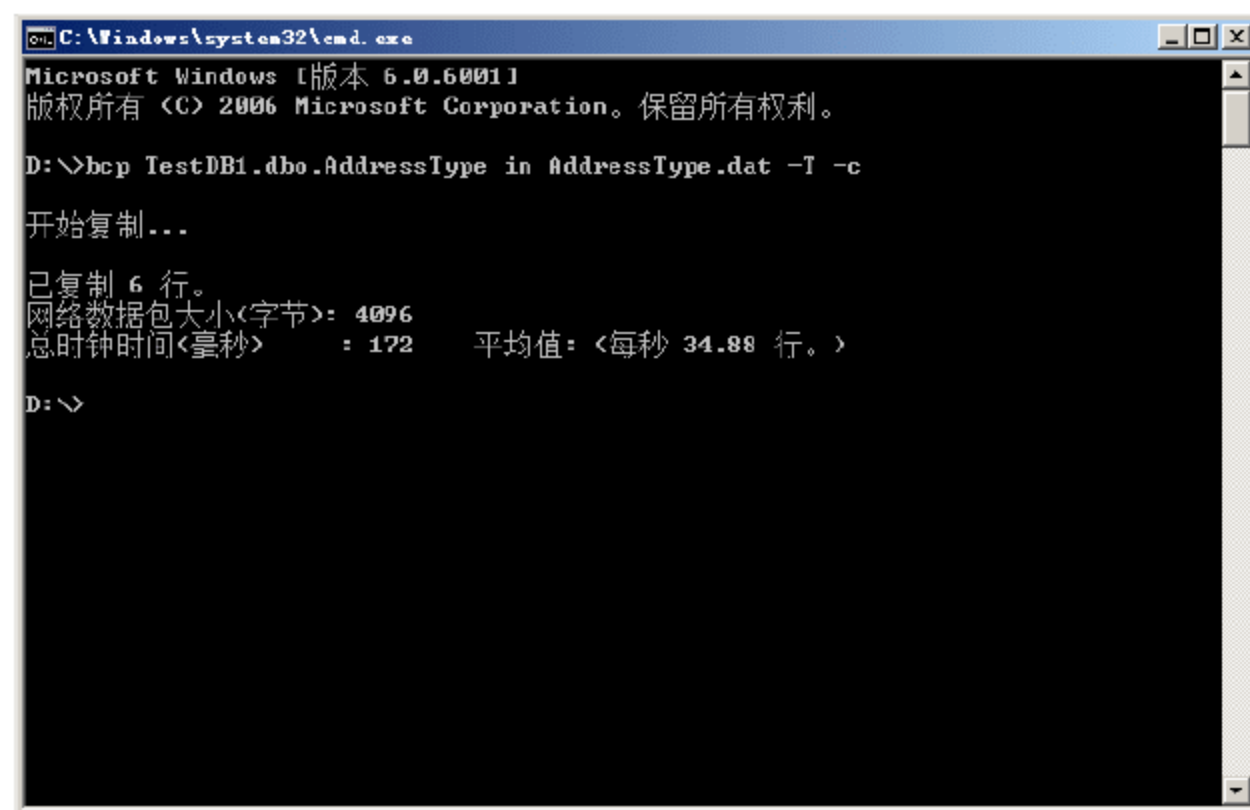 C:\Windows\system32\cmd.exe
Microsoft Windows [版本 6.0.6001]
版权所有 (C) 2006 Microsoft Corporation。保留所有权利。
D:\>bcp TestDB1.dbo.AddressType in AddressType.dat -T -c
开始复制...
已复制 6 行。
网络数据包大小(字节): 4096
总时钟时间(毫秒)     : 172    平均值: (每秒 34.88 行。)
D:\>